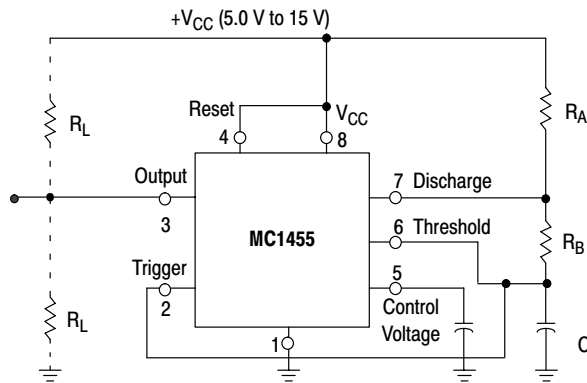 +VCC (5.0 V to 15 V)
Reset
VCC
4
8
RL
RA
Output
3
7 Discharge
6 Threshold
MC1455
RB
5
Trigger
2
Control
Voltage
RL
1
C